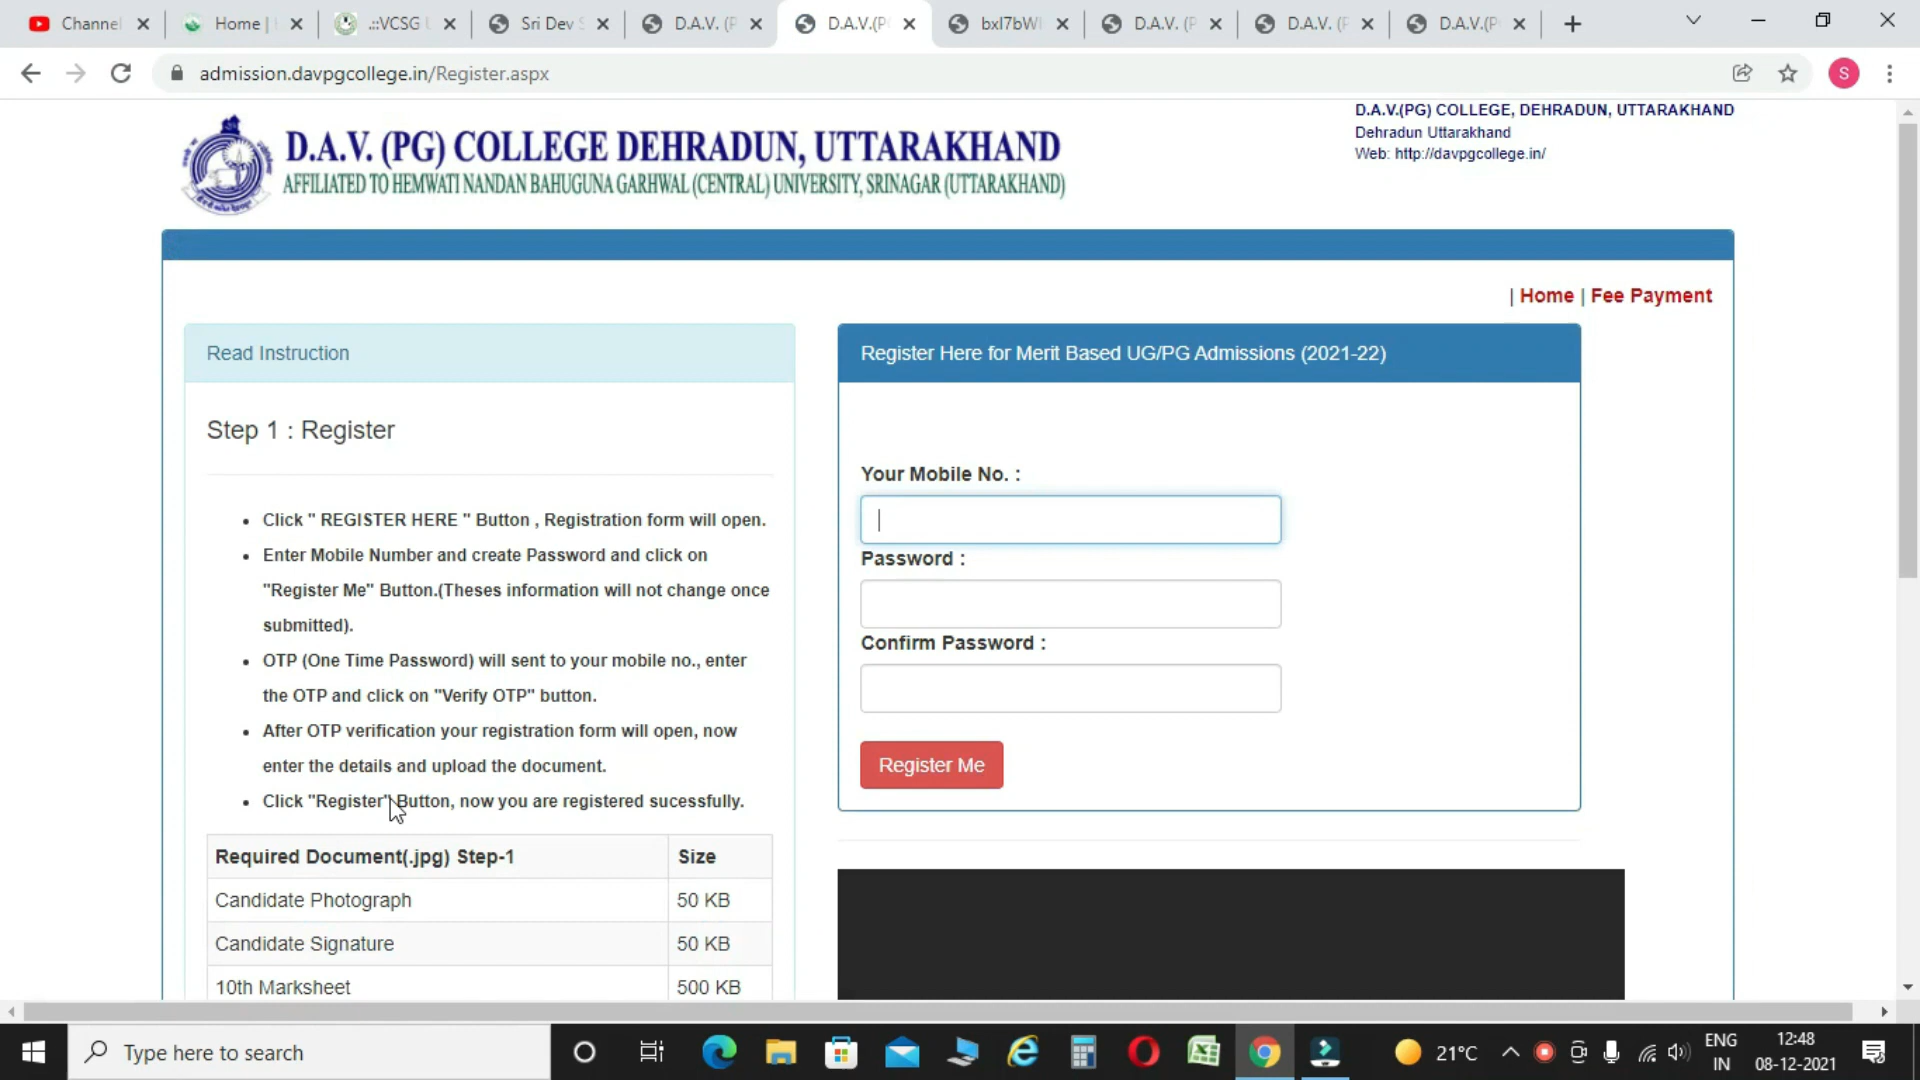 Channel
Home |
.::VCSG
Sri Dev
D.A.V. (P
D.A.V.(P
bxI7bW
D.A.V. (P
D.A.V. (P
D.A.V.(P
S
admission.davpgcollege.in/Register.aspx
D.A.V. (PG) COLLEGE DEHRADUN, UTTARAKHAND
AFFILIATED TO HEMWATI NANDAN BAHUGUNA GARHWAL (CENTRAL) UNIVERSITY, SRINAGAR (UTTARAKHAND)
D.A.V.(PG) COLLEGE, DEHRADUN, UTTARAKHAND
Dehradun Uttarakhand
Web: http://davpgcollege.in/
| Home | Fee Payment
Read Instruction
Step 1 : Register
Click " REGISTER HERE " Button , Registration form will open.
Enter Mobile Number and create Password and click on
"Register Me" Button.(Theses information will not change once
submitted).
OTP (One Time Password) will sent to your mobile no., enter
the OTP and click on "Verify OTP" button.
After OTP verification your registration form will open, now
enter the details and upload the document.
Click "Register" Button, now you are registered sucessfully.
Required Document(.jpg) Step-1 Size
Candidate Photograph 50 KB
Candidate Signature 50 KB
10th Marksheet 500 KB
Register Here for Merit Based UG/PG Admissions (2021-22)
Your Mobile No. :
Password :
Confirm Password :
Register Me
Type here to search
21°C
ENG
IN
12:48
08-12-2021